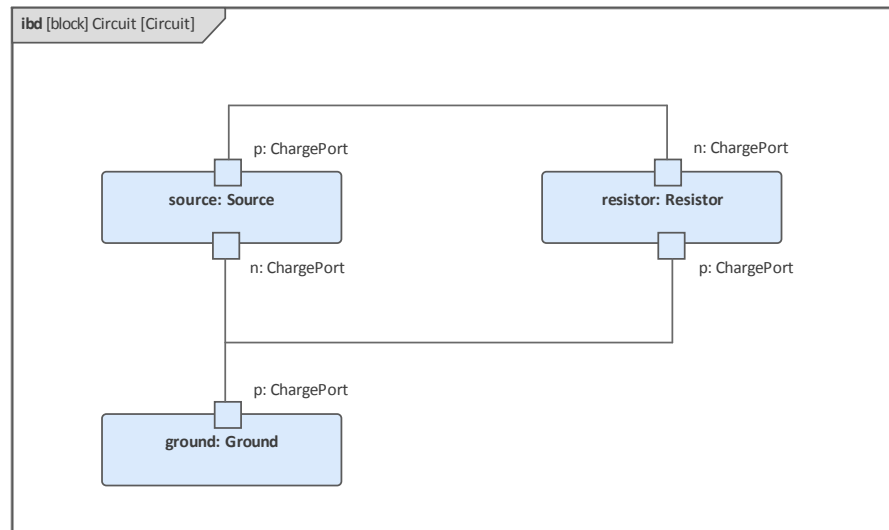 ibd [block] Circuit [Circuit]
p: ChargePort
n: ChargePort
source: Source
resistor: Resistor
n: ChargePort
p: ChargePort
p: ChargePort
ground: Ground